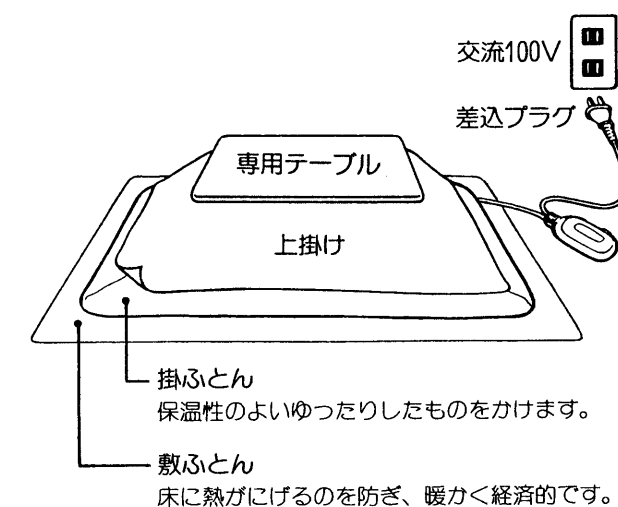 交流100V
差込プラグ
専用テーブル
上掛け
掛ふとん
保温性のよいゆったりしたものをかけます。
敷ふとん
床に熱がにげるのを防ぎ、暖かく経済的です。